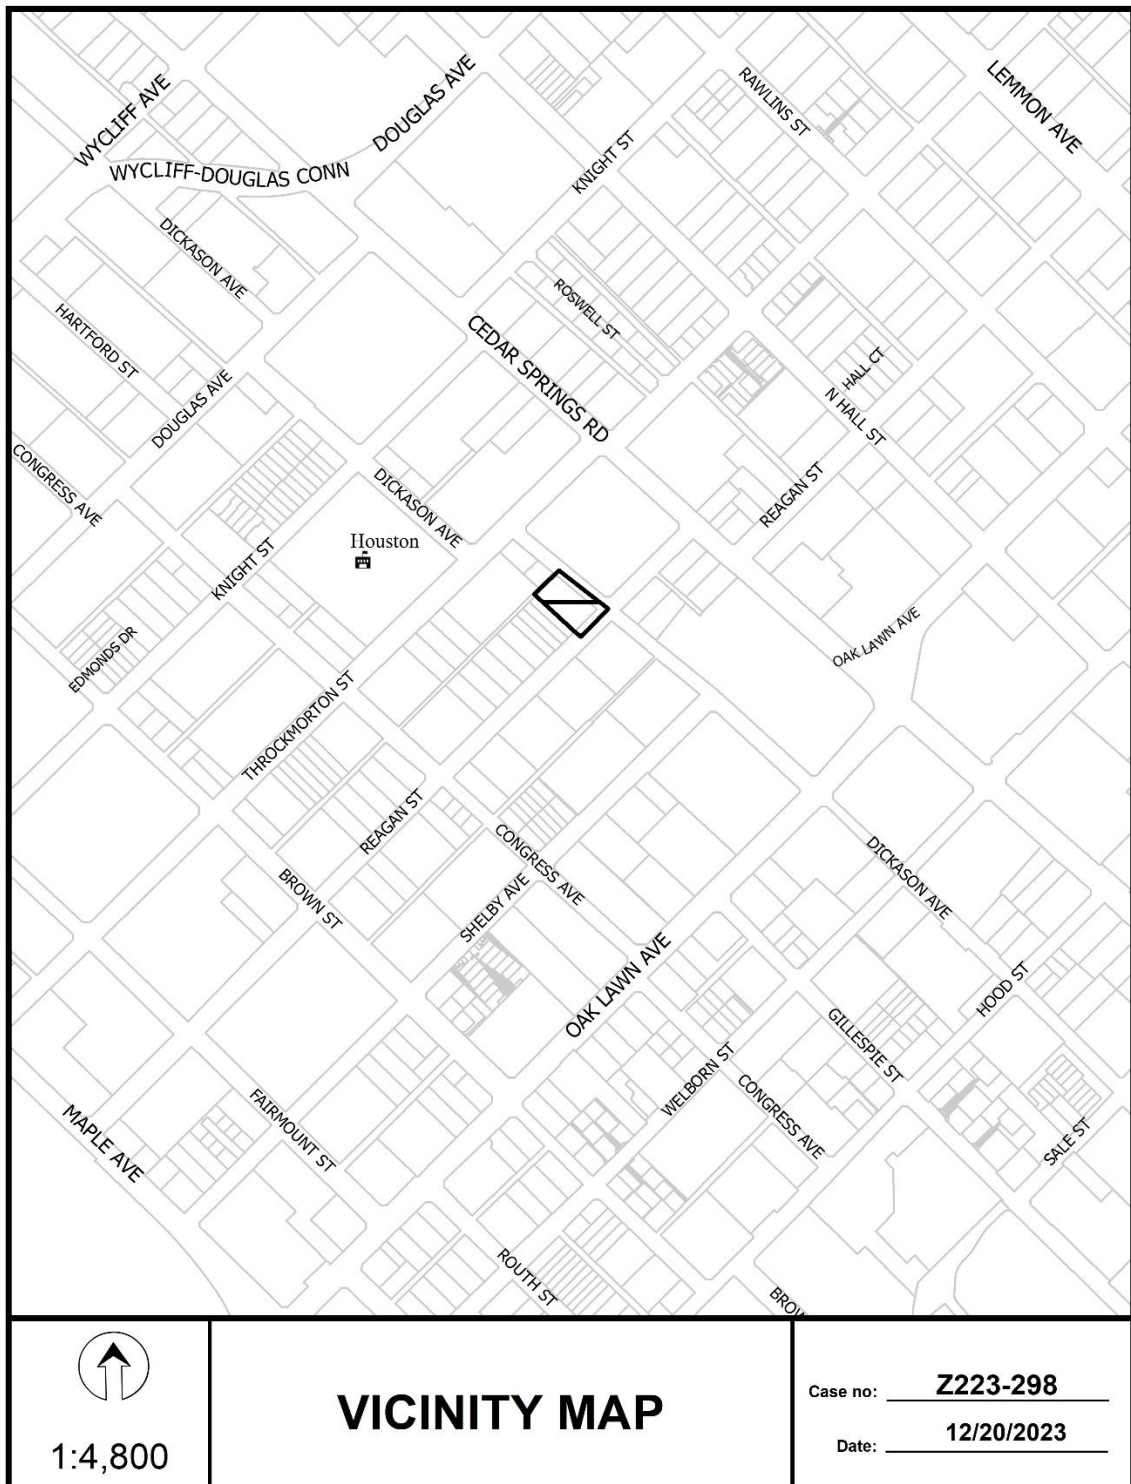 LEMMON AVE
RAWLINS ST
DOUGLAS AVE
WYCLIFF AVE
KNIGHT ST
WYCLIFF-DOUGLAS CONN
DICKASON AVE
ROSWELL ST
HARTFORD ST
CEDAR SPRINGS RD
HALL CT
DOUGLAS AVE
N HALL ST
CONGRESS AVE
DICKASON AVE
REAGAN ST
Houston
KNIGHT ST
OAK LAWN AVE
EDMONDS DR
THROCKMORTON ST
REAGAN ST
CONGRESS AVE
DICKASON AVE
BROWN ST
SHELBY AVE
OAK LAWN AVE
HOOD ST
GILLESPIE ST
WELBORN ST
CONGRESS AVE
MAPLE AVE
FAIRMOUNT ST
SALE ST
ROUTH ST
BROW
1:4,800
VICINITY MAP
Case no: Z223-298
Date: 12/20/2023